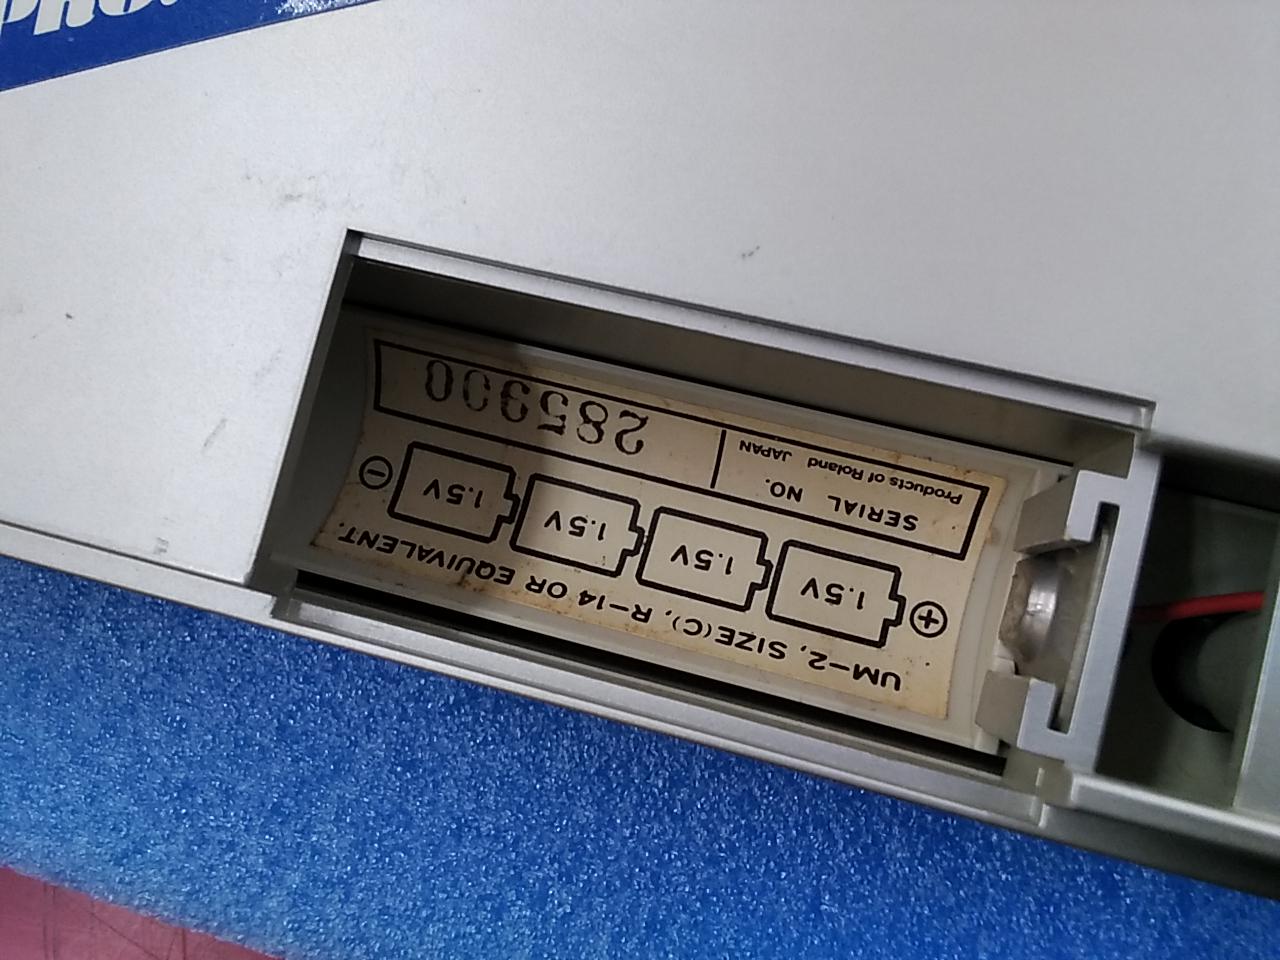 UM-2, SIZE(C), R-14 OR EQUIVALENT.
⊕ 1.5V 1.5V 1.5V 1.5V ⊖
SERIAL NO. 285300
Products of Roland JAPAN